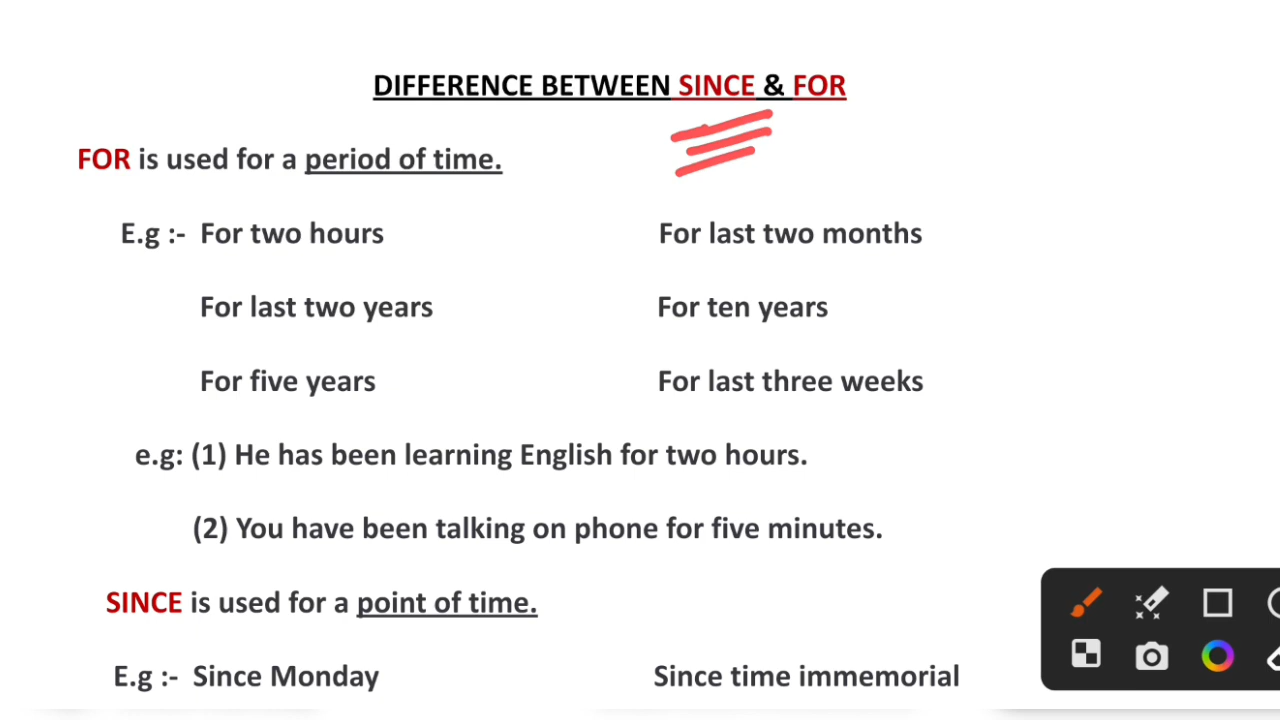 DIFFERENCE BETWEEN SINCE & FOR
FOR is used for a period of time.
E.g :- For two hours For last two months
For last two years For ten years
For five years For last three weeks
e.g: (1) He has been learning English for two hours.
(2) You have been talking on phone for five minutes.
SINCE is used for a point of time.
E.g :- Since Monday Since time immemorial